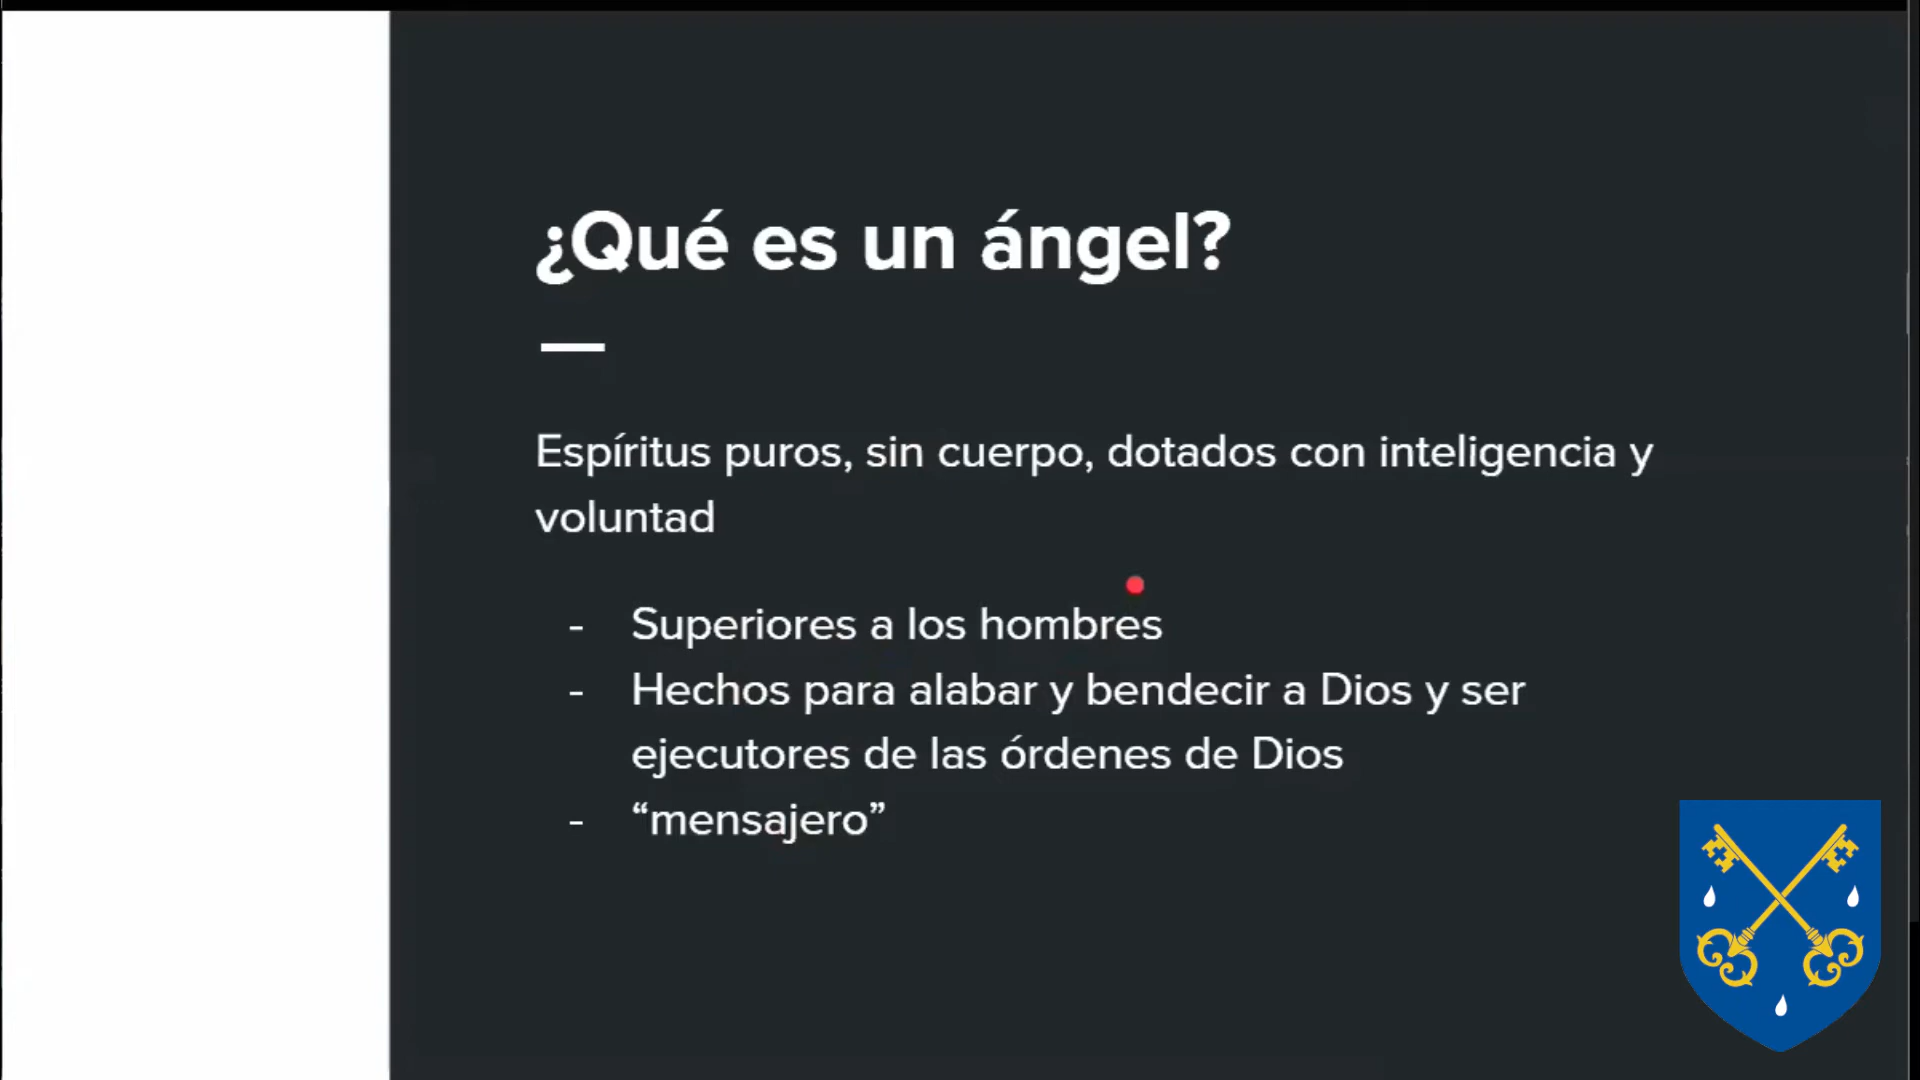 ¿Qué es un ángel?
Espíritus puros, sin cuerpo, dotados con inteligencia y
voluntad
- Superiores a los hombres
- Hechos para alabar y bendecir a Dios y ser
ejecutores de las órdenes de Dios
- “mensajero”